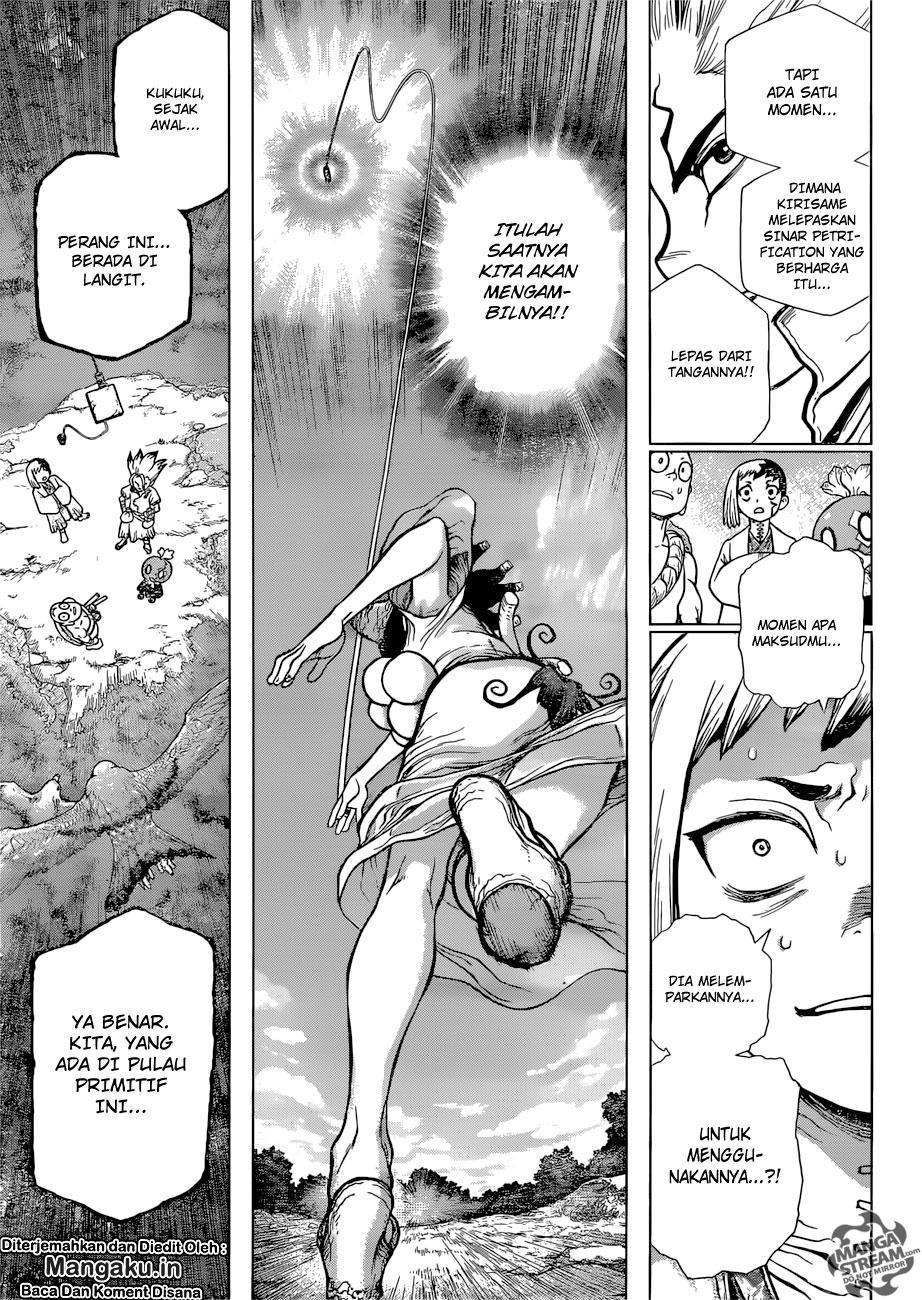 TAPI
ADA SATU
MOMEN...
DIMANA
KIRISAME
MELEPASKAN
SINAR PETRI-
FICATION YANG
BERHARGA
ITU...
LEPAS DARI
TANGANNYA!!
MOMEN APA
MAKSUDMU...
DIA MELEM-
PARKANNYA...
UNTUK
MENGGU-
NAKANNYA...?!
ITULAH
SAATNYA
KITA AKAN
MENGAM-
BILNYA!!
KUKUKU,
SEJAK
AWAL...
PERANG INI...
BERADA DI
LANGIT.
YA BENAR.
KITA, YANG
ADA DI PULAU
PRIMITIF
INI...
Diterjemahkan dan Diedit Oleh :
Mangaku.in
Baca Dan Koment Disana
MANGA
STREAM.com
DO NOT MIRROR!